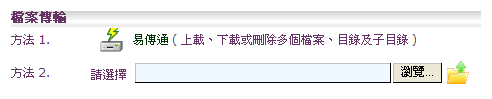 檔案傳輸
方法 1. 易傳通 ( 上載、下載或刪除多個檔案、目錄及子目錄 )
方法 2. 請選擇 瀏覽...